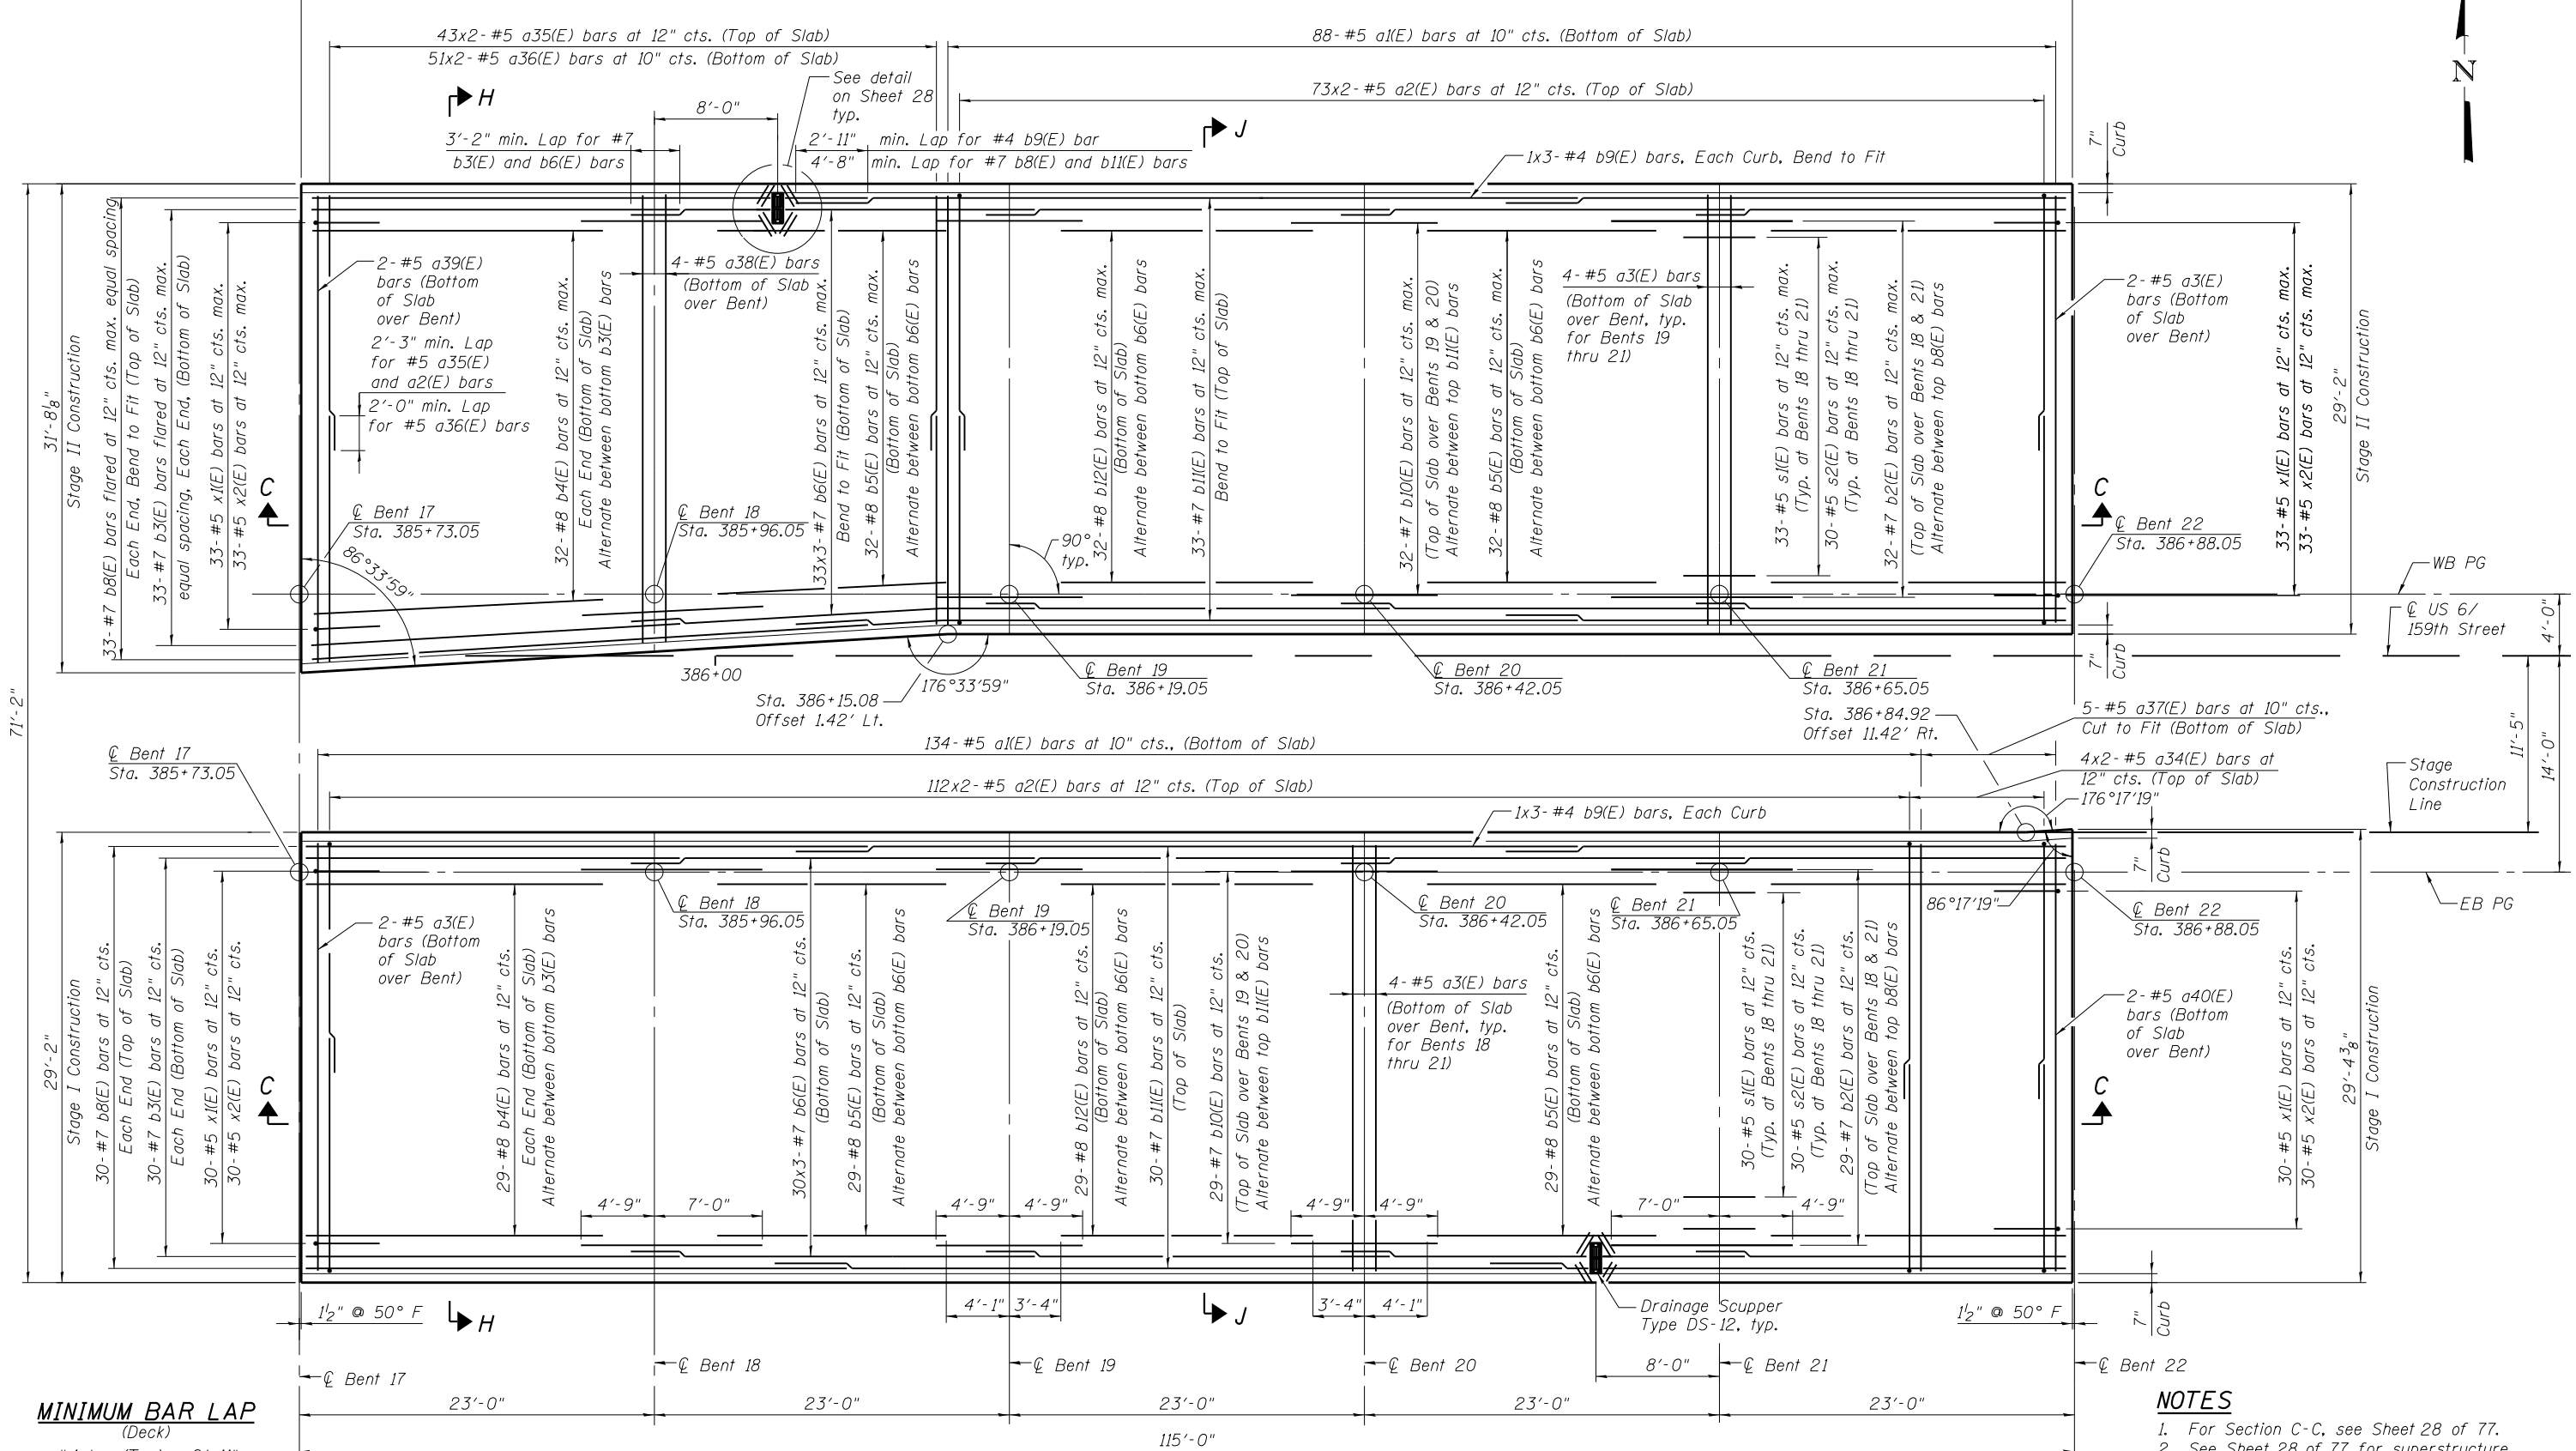 43x2-#5 a35(E) bars at 12" cts. (Top of Slab)
51x2-#5 a36(E) bars at 10" cts. (Bottom of Slab)
88-#5 a1(E) bars at 10" cts. (Bottom of Slab)
73x2-#5 a2(E) bars at 12" cts. (Top of Slab)
See detail
on Sheet 28
typ.
H
8'-0"
J
N
3'-2" min. Lap for #7
b3(E) and b6(E) bars
2'-11" min. Lap for #4 b9(E) bar
4'-8" min. Lap for #7 b8(E) and b11(E) bars
1x3-#4 b9(E) bars, Each Curb, Bend to Fit
7"
Curb
71'-2"
31'-8⅛"
Stage II Construction
33-#7 b8(E) bars flared at 12" cts. max. equal spacing
Each End, Bend to Fit (Top of Slab)
33-#7 b3(E) bars flared at 12" cts. max.
equal spacing, Each End, (Bottom of Slab)
33-#5 x1(E) bars at 12" cts. max.
33-#5 x2(E) bars at 12" cts. max.
2-#5 a39(E)
bars (Bottom
of Slab
over Bent)
2'-3" min. Lap
for #5 a35(E)
and a2(E) bars
2'-0" min. Lap
for #5 a36(E) bars
32-#8 b4(E) bars at 12" cts. max.
Each End (Bottom of Slab)
Alternate between bottom b3(E) bars
4-#5 a38(E) bars
(Bottom of Slab
over Bent)
33x3-#7 b6(E) bars at 12" cts. max.
Bend to Fit (Bottom of Slab)
32-#8 b5(E) bars at 12" cts. max.
(Bottom of Slab)
Alternate between bottom b6(E) bars
90°
typ.
32-#8 b12(E) bars at 12" cts. max.
(Bottom of Slab)
Alternate between bottom b6(E) bars
33-#7 b11(E) bars at 12" cts. max.
Bend to Fit (Top of Slab)
32-#7 b10(E) bars at 12" cts. max.
(Top of Slab over Bents 19 & 20)
Alternate between top b11(E) bars
32-#8 b5(E) bars at 12" cts. max.
(Bottom of Slab)
Alternate between bottom b6(E) bars
4-#5 a3(E) bars
(Bottom of Slab
over Bent, typ.
for Bents 19
thru 21)
33-#5 s1(E) bars at 12" cts. max.
(Typ. at Bents 18 thru 21)
30-#5 s2(E) bars at 12" cts. max.
(Typ. at Bents 18 thru 21)
32-#7 b2(E) bars at 12" cts. max.
(Top of Slab over Bents 18 & 21)
Alternate between top b8(E) bars
2-#5 a3(E)
bars (Bottom
of Slab
over Bent)
33-#5 x1(E) bars at 12" cts. max.
33-#5 x2(E) bars at 12" cts. max.
29'-2"
Stage II Construction
C
℄ Bent 17
Sta. 385+73.05
86°33'59"
℄ Bent 18
Sta. 385+96.05
C
℄ Bent 22
Sta. 386+88.05
WB PG
℄ US 6/
159th Street
4'-0"
7"
Curb
386+00
Sta. 386+15.08
Offset 1.42' Lt.
176°33'59"
℄ Bent 19
Sta. 386+19.05
℄ Bent 20
Sta. 386+42.05
℄ Bent 21
Sta. 386+65.05
Sta. 386+84.92
Offset 11.42' Rt.
5-#5 a37(E) bars at 10" cts.,
Cut to Fit (Bottom of Slab)
11'-5"
14'-0"
℄ Bent 17
Sta. 385+73.05
134-#5 a1(E) bars at 10" cts., (Bottom of Slab)
4x2-#5 a34(E) bars at
12" cts. (Top of Slab)
176°17'19"
Stage
Construction
Line
112x2-#5 a2(E) bars at 12" cts. (Top of Slab)
1x3-#4 b9(E) bars, Each Curb
7"
Curb
29'-2"
Stage I Construction
30-#7 b8(E) bars at 12" cts.
Each End (Top of Slab)
30-#7 b3(E) bars at 12" cts.
Each End (Bottom of Slab)
30-#5 x1(E) bars at 12" cts.
30-#5 x2(E) bars at 12" cts.
C
2-#5 a3(E)
bars (Bottom
of Slab
over Bent)
29-#8 b4(E) bars at 12" cts.
Each End (Bottom of Slab)
Alternate between bottom b3(E) bars
℄ Bent 18
Sta. 385+96.05
30x3-#7 b6(E) bars at 12" cts.
(Bottom of Slab)
29-#8 b5(E) bars at 12" cts.
(Bottom of Slab)
Alternate between bottom b6(E) bars
℄ Bent 19
Sta. 386+19.05
29-#8 b12(E) bars at 12" cts.
(Bottom of Slab)
Alternate between bottom b6(E) bars
30-#7 b11(E) bars at 12" cts.
(Top of Slab)
29-#7 b10(E) bars at 12" cts.
(Top of Slab over Bents 19 & 20)
Alternate between top b11(E) bars
℄ Bent 20
Sta. 386+42.05
4-#5 a3(E) bars
(Bottom of Slab
over Bent, typ.
for Bents 18
thru 21)
29-#8 b5(E) bars at 12" cts.
(Bottom of Slab)
Alternate between bottom b6(E) bars
℄ Bent 21
Sta. 386+65.05
30-#5 s1(E) bars at 12" cts.
(Typ. at Bents 18 thru 21)
30-#5 s2(E) bars at 12" cts.
(Typ. at Bents 18 thru 21)
29-#7 b2(E) bars at 12" cts.
(Top of Slab over Bents 18 & 21)
Alternate between top b8(E) bars
86°17'19"
℄ Bent 22
Sta. 386+88.05
EB PG
2-#5 a40(E)
bars (Bottom
of Slab
over Bent)
C
30-#5 x1(E) bars at 12" cts.
30-#5 x2(E) bars at 12" cts.
29'-4⅜"
Stage I Construction
4'-9" 7'-0" 4'-9" 4'-9" 4'-9" 4'-9" 7'-0" 4'-9"
1½" @ 50° F
H
4'-1" 3'-4"
J
3'-4" 4'-1"
Drainage Scupper
Type DS-12, typ.
1½" @ 50° F
7"
Curb
℄ Bent 17
℄ Bent 18
℄ Bent 19
℄ Bent 20
8'-0"
℄ Bent 21
℄ Bent 22
23'-0" 23'-0" 23'-0" 23'-0" 23'-0"
115'-0"
MINIMUM BAR LAP
(Deck)
NOTES
1. For Section C-C, see Sheet 28 of 77.
2. See Sheet 28 of 77 for superstructure